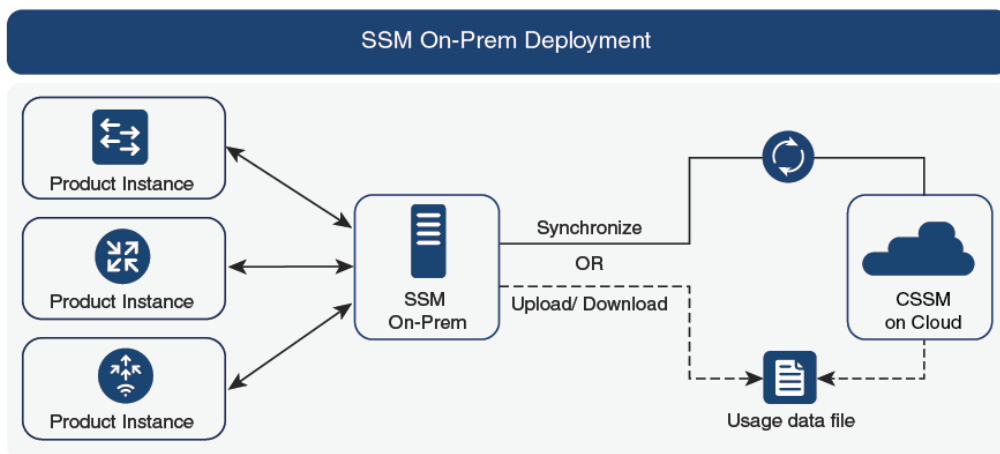 SSM On-Prem Deployment
Product Instance
Product Instance
Product Instance
SSM
On-Prem
Synchronize
OR
Upload/ Download
CSSM
on Cloud
Usage data file